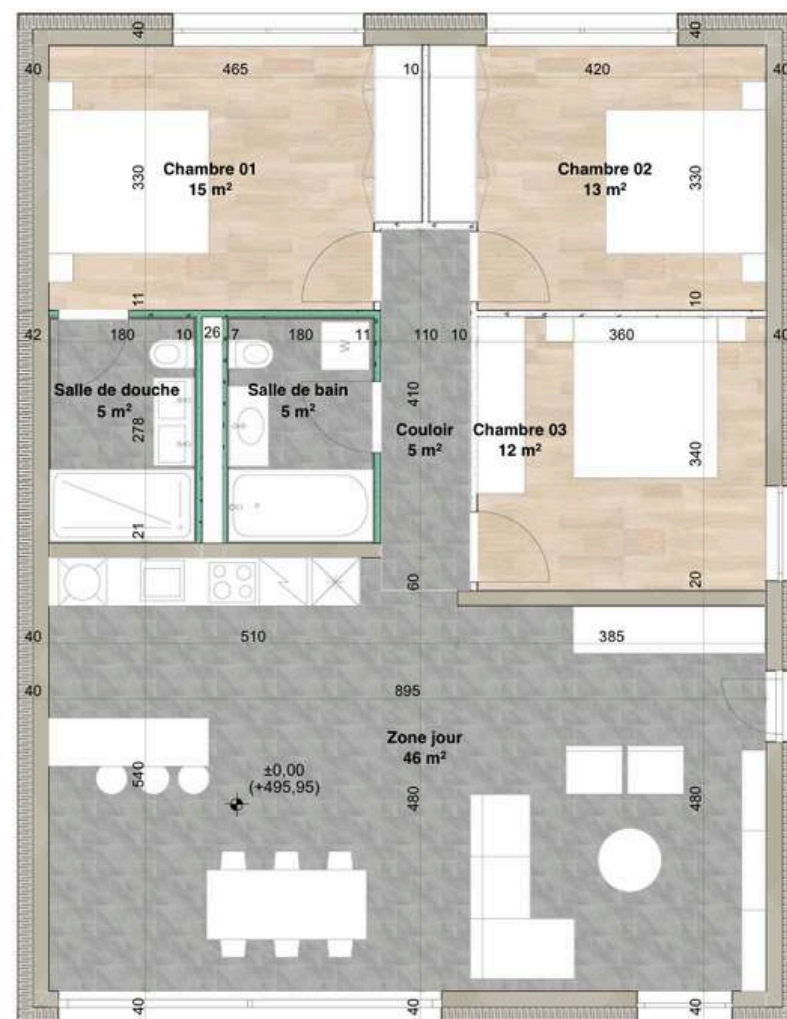 40
40
40
465
10
420
40
Chambre 01
15 m²
330
Chambre 02
13 m²
330
11
10
42
180
10
26
7
180
11
110
10
360
40
W
Salle de douche
5 m²
278
Salle de bain
5 m²
410
Couloir
5 m²
Chambre 03
12 m²
340
21
60
20
40
510
385
40
40
895
Zone jour
46 m²
540
±0,00
(+495,95)
480
480
40
40
40